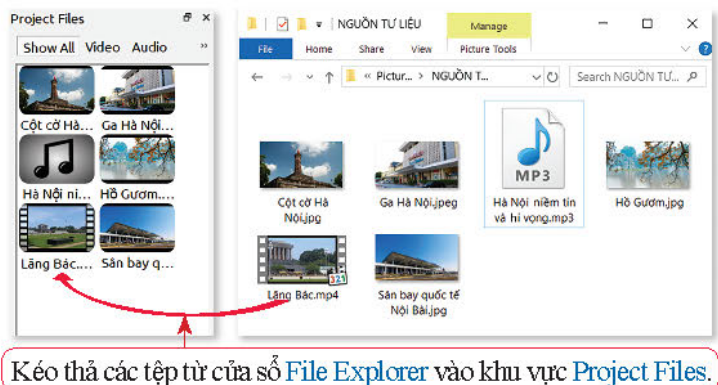 Project Files
Show All Video Audio »
Cột cờ Hà... Ga Hà Nội...
Hà Nội ni... Hồ Gươm....
Lăng Bác.... Sân bay q...
NGUỒN TƯ LIỆU Manage
File Home Share View Picture Tools
« Pictur... > NGUỒN T... Search NGUỒN TƯ...
MP3
Cột cờ Hà Nội.jpg
Ga Hà Nội.jpeg
Hà Nội niềm tin
và hi vọng.mp3
Hồ Gươm.jpg
321
Lăng Bác.mp4
Sân bay quốc tế
Nội Bài.jpg
Kéo thả các tệp từ cửa sổ File Explorer vào khu vực Project Files.